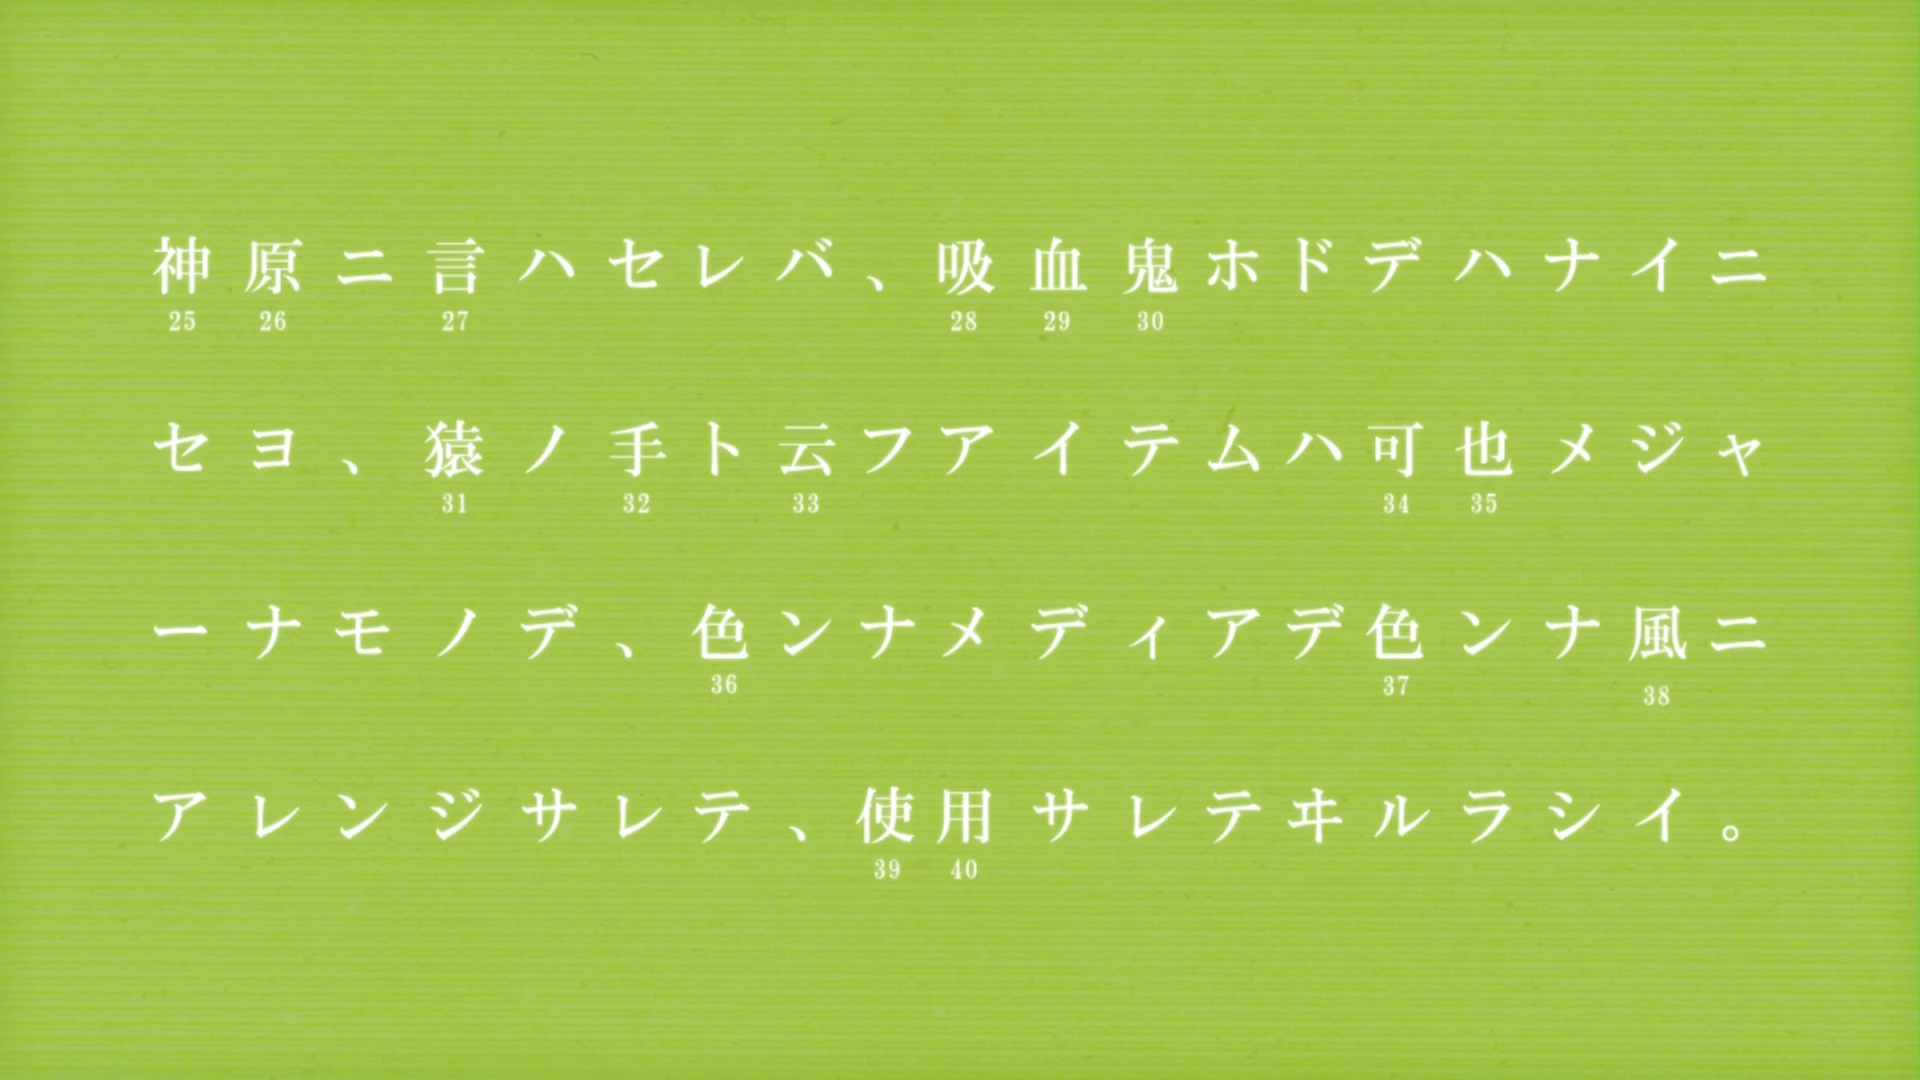 神原ニ言ハセレバ、吸血鬼ホドデハナイニ
25 26 27 28 29 30
セヨ、猿ノ手ト云フアイテムハ可也メジャ
31 32 33 34 35
ーナモノデ、色ンナメディアデ色ンナ風ニ
36 37 38
アレンジサレテ、使用サレテヰルラシイ。
39 40